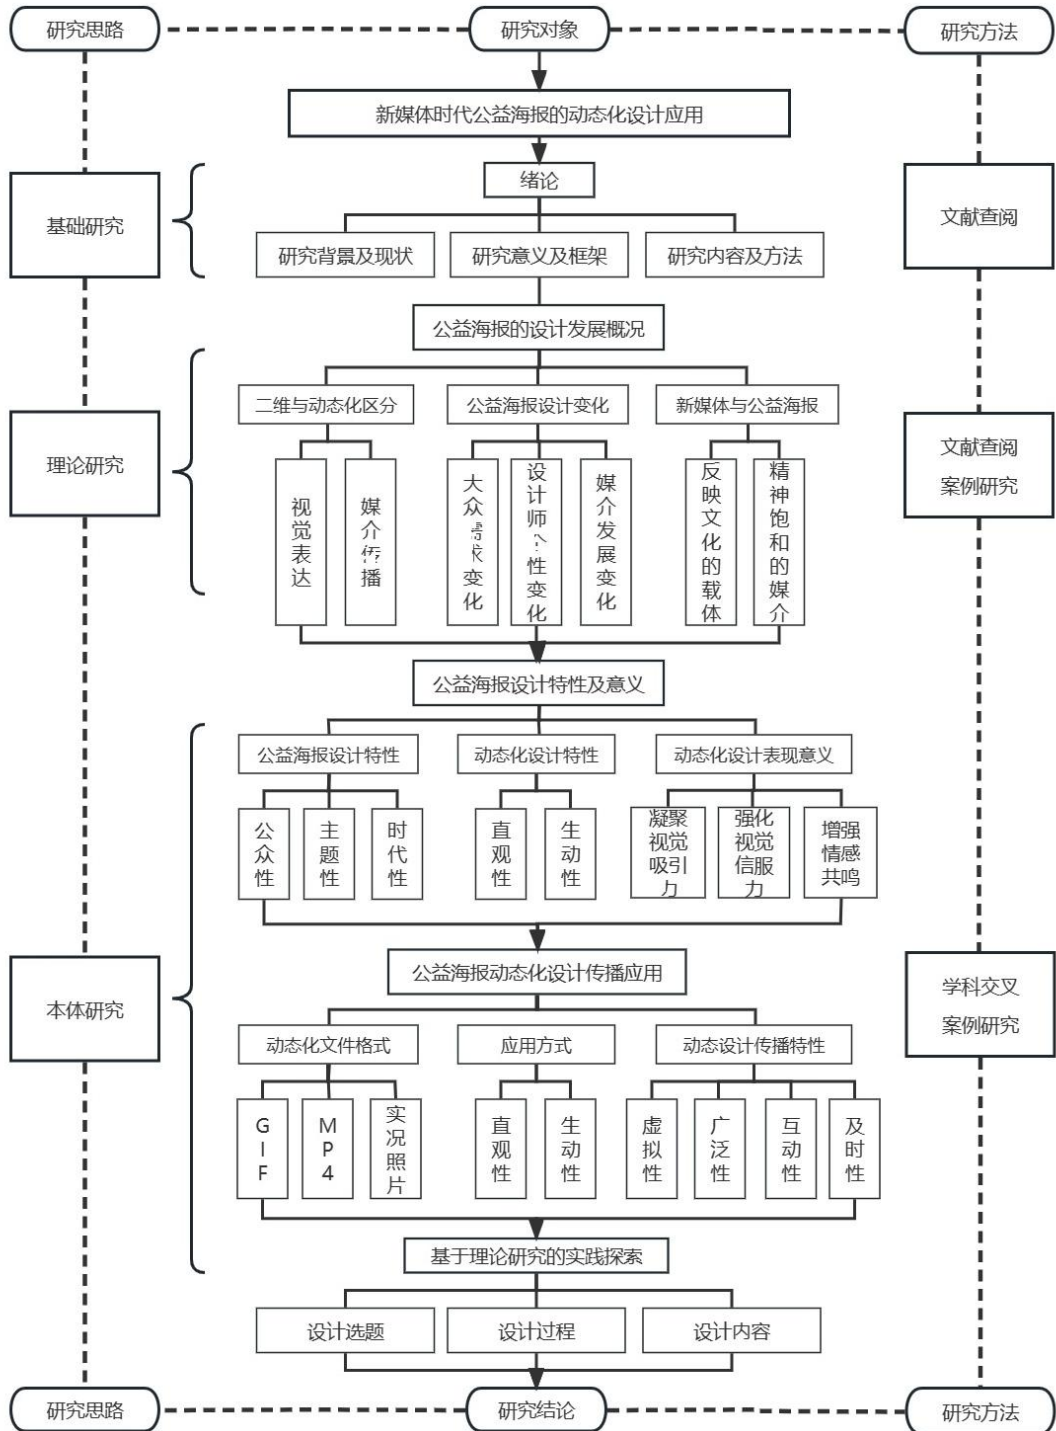 研究思路
研究对象
研究方法
新媒体时代公益海报的动态化设计应用
绪论
基础研究
文献查阅
研究背景及现状
研究意义及框架
研究内容及方法
公益海报的设计发展概况
二维与动态化区分
公益海报设计变化
新媒体与公益海报
理论研究
文献查阅
案例研究
视觉表达
媒介传播
大众需求变化
设计师个性变化
媒介发展变化
反映文化的载体
精神饱和的媒介
公益海报设计特性及意义
公益海报设计特性
动态化设计特性
动态化设计表现意义
公众性
主题性
时代性
直观性
生动性
凝聚
视觉
吸引
力
强化
视觉
信服
力
增强
情感
共鸣
公益海报动态化设计传播应用
本体研究
学科交叉
案例研究
动态化文件格式
应用方式
动态设计传播特性
GIF
MP4
实况照片
直观性
生动性
虚拟性
广泛性
互动性
及时性
基于理论研究的实践探索
设计选题
设计过程
设计内容
研究思路
研究结论
研究方法